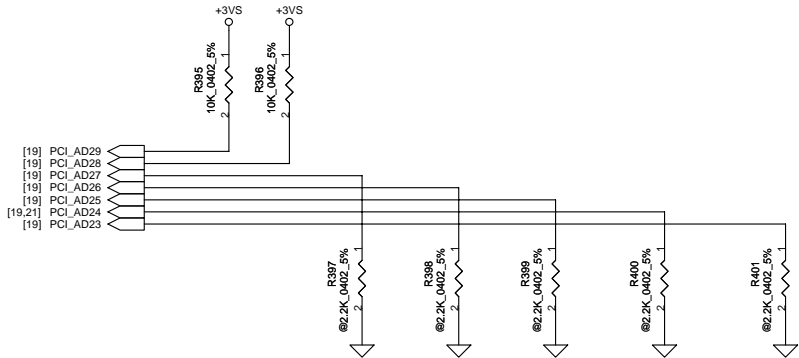 +3VS +3VS
1 1
R395
10K_0402_5%
R396
10K_0402_5%
2 2
[19] PCI_AD29
[19] PCI_AD28
[19] PCI_AD27
[19] PCI_AD26
[19] PCI_AD25
[19,21] PCI_AD24
[19] PCI_AD23
1 1 1 1 1
R397
@2.2K_0402_5%
R398
@2.2K_0402_5%
R399
@2.2K_0402_5%
R400
@2.2K_0402_5%
R401
@2.2K_0402_5%
2 2 2 2 2